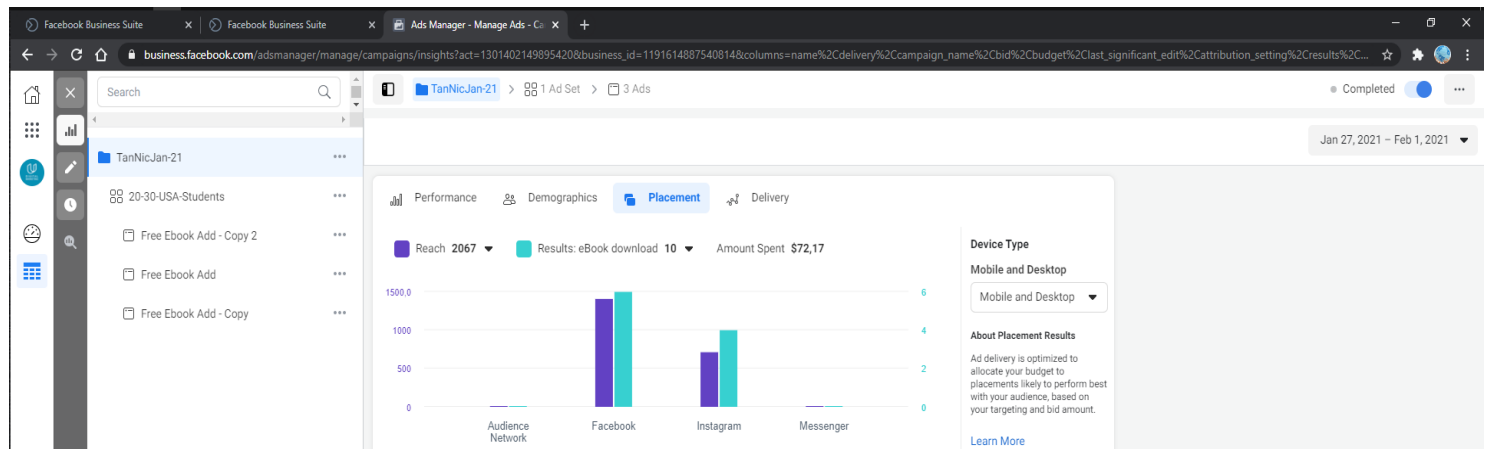 Facebook Business Suite
Facebook Business Suite
Ads Manager - Manage Ads - Ca
business.facebook.com/adsmanager/manage/campaigns/insights?act=130140214989542&business_id=1191614887540814&columns=name%2Cdelivery%2Ccampaign_name%2Cbid%2Cbudget%2Clast_significant_edit%2Cattribution_setting%2Cresults%2C...
Search
TanNicJan-21 > 1 Ad Set > 3 Ads
Completed
Jan 27, 2021 – Feb 1, 2021
TanNicJan-21
20-30-USA-Students
Free Ebook Add - Copy 2
Free Ebook Add
Free Ebook Add - Copy
Performance
Demographics
Placement
Delivery
Reach 2067
Results: eBook download 10
Amount Spent $72,17
1500,0
1000
500
0
6
4
2
0
Audience
Network
Facebook
Instagram
Messenger
Device Type
Mobile and Desktop
Mobile and Desktop
About Placement Results
Ad delivery is optimized to
allocate your budget to
placements likely to perform best
with your audience, based on
your targeting and bid amount.
Learn More